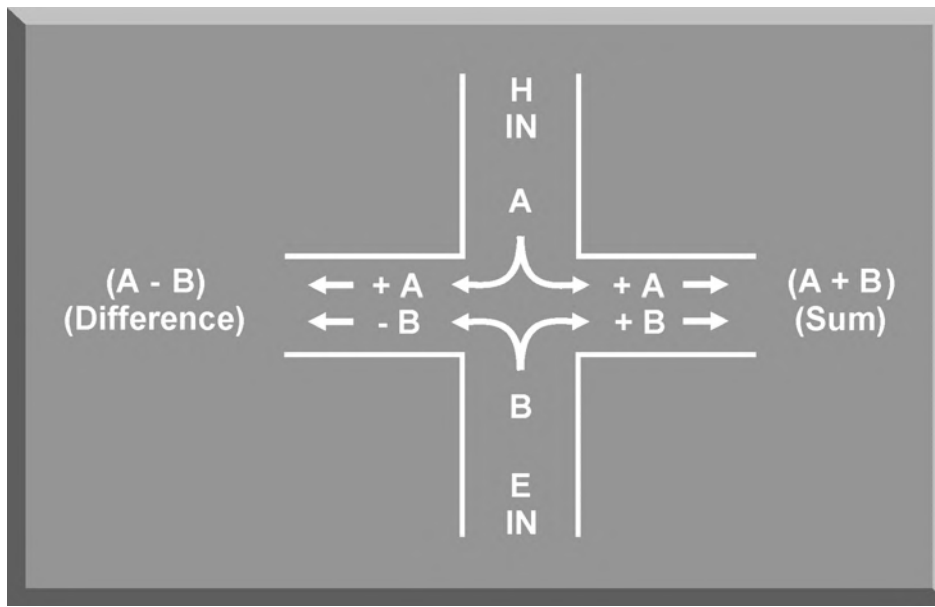 H
IN
A
(A - B)
(Difference)
+ A
- B
+ A
+ B
(A + B)
(Sum)
B
E
IN